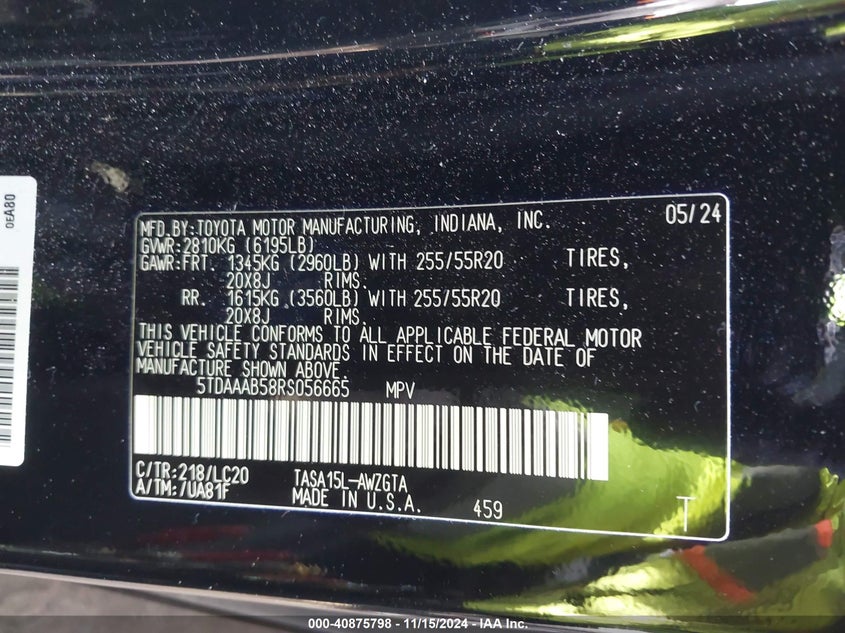 0EA80
MFD.BY:TOYOTA MOTOR MANUFACTURING, INDIANA, INC. 05/24
GVWR:2810KG (6195LB)
GAWR:FRT. 1345KG (2960LB) WITH 255/55R20 TIRES,
20X8J RIMS.
RR. 1615KG (3560LB) WITH 255/55R20 TIRES,
20X8J RIMS.
THIS VEHICLE CONFORMS TO ALL APPLICABLE FEDERAL MOTOR
VEHICLE SAFETY STANDARDS IN EFFECT ON THE DATE OF
MANUFACTURE SHOWN ABOVE.
5TDAAAB58RS056665 MPV
C/TR:218/LC20 TASA15L-AWZGTA
A/TM:/UA81F MADE IN U.S.A. 459 T
000-40875798 - 11/15/2024 - IAA Inc.